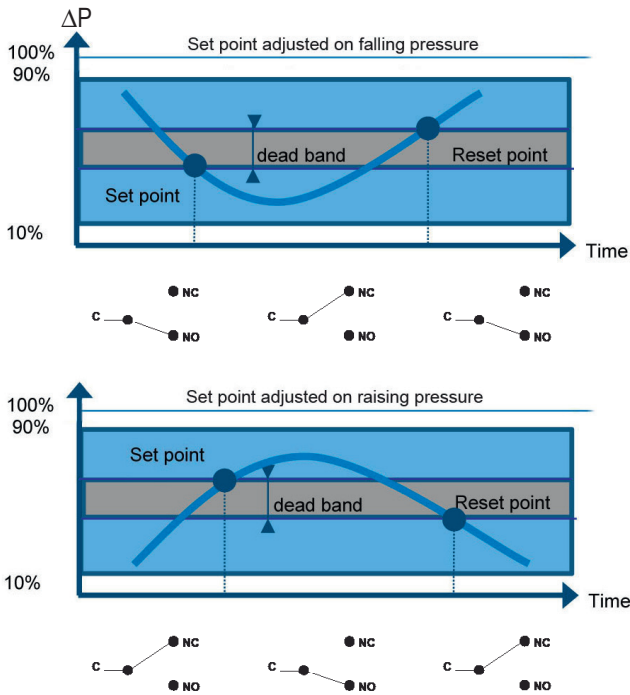 ΔP
Set point adjusted on falling pressure
100%
90%
dead band
Reset point
Set point
10%
Time
NC NC NC
C C C
NO NO NO
Set point adjusted on raising pressure
100%
90%
Set point
dead band
Reset point
10%
Time
NC NC NC
C C C
NO NO NO